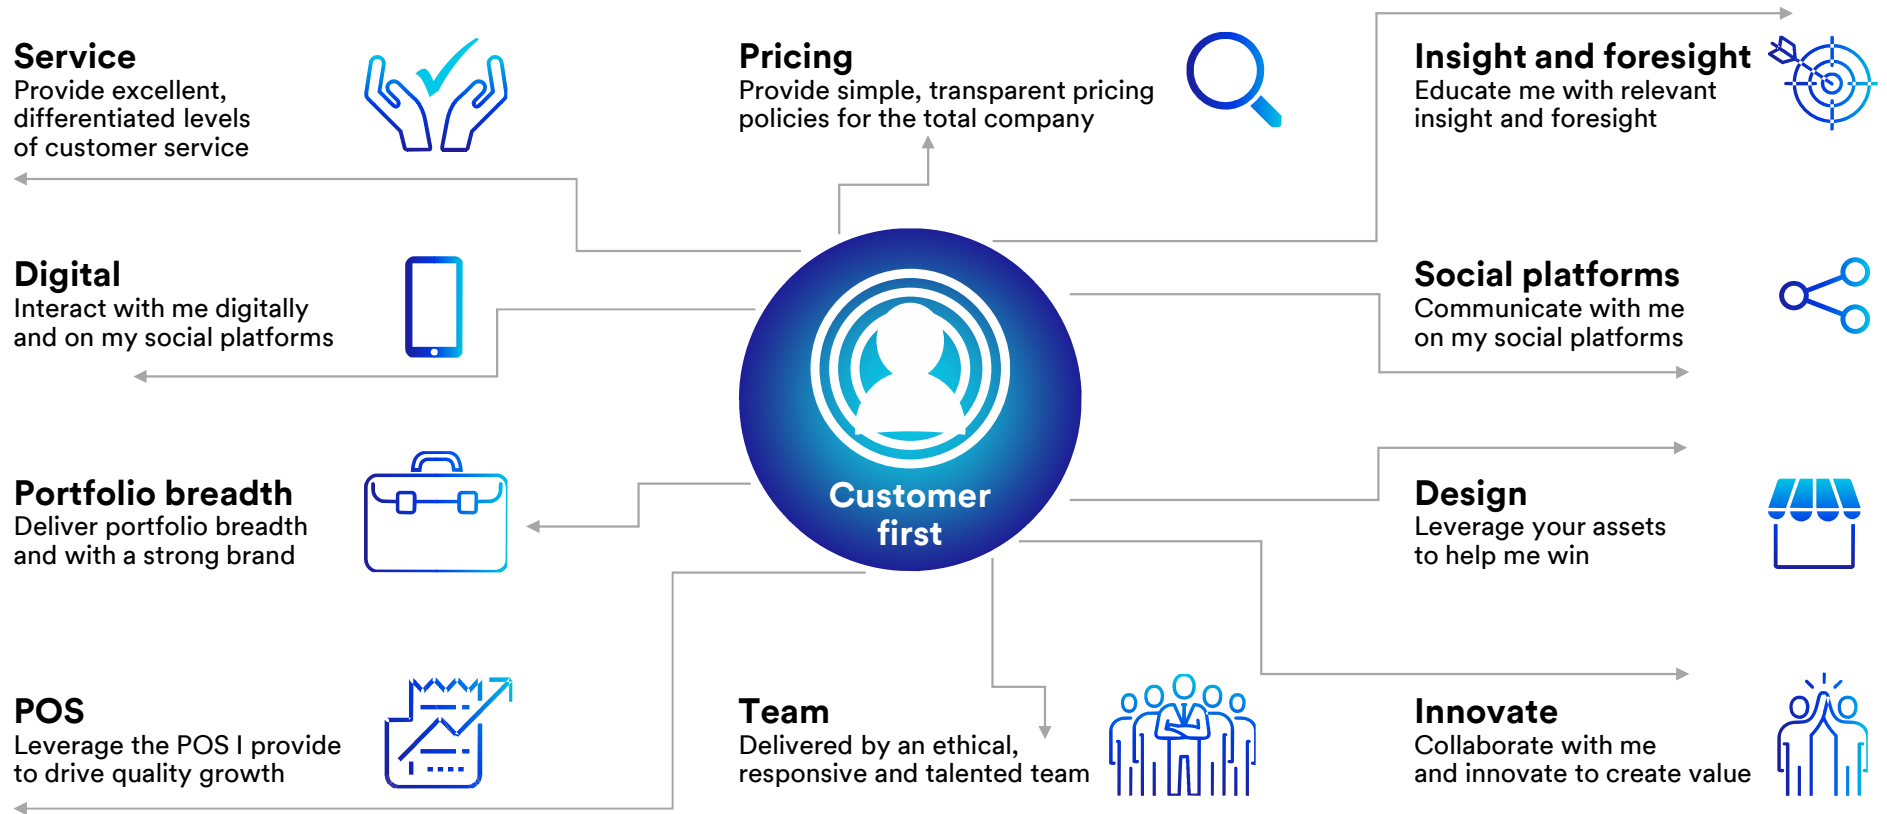 Service
Provide excellent,
differentiated levels
of customer service
Pricing
Provide simple, transparent pricing
policies for the total company
Insight and foresight
Educate me with relevant
insight and foresight
Digital
Interact with me digitally
and on my social platforms
Social platforms
Communicate with me
on my social platforms
Customer
first
Portfolio breadth
Deliver portfolio breadth
and with a strong brand
Design
Leverage your assets
to help me win
POS
Leverage the POS I provide
to drive quality growth
Team
Delivered by an ethical,
responsive and talented team
Innovate
Collaborate with me
and innovate to create value